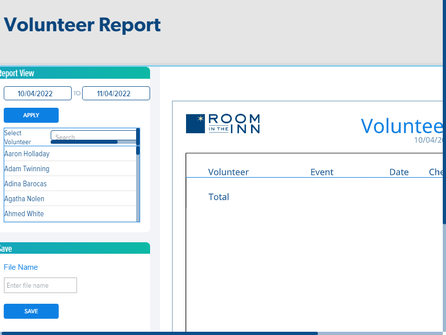 Volunteer Report
Report View
10/04/2022 TO 11/04/2022
APPLY
Select
Volunteer
Search
Aaron Holladay
Adam Twinning
Adina Barocas
Agatha Nolen
Ahmed White
Save
File Name
Enter file name
SAVE
ROOM
IN THE INN
Voluntee
10/04/20
Volunteer Event Date Che
Total